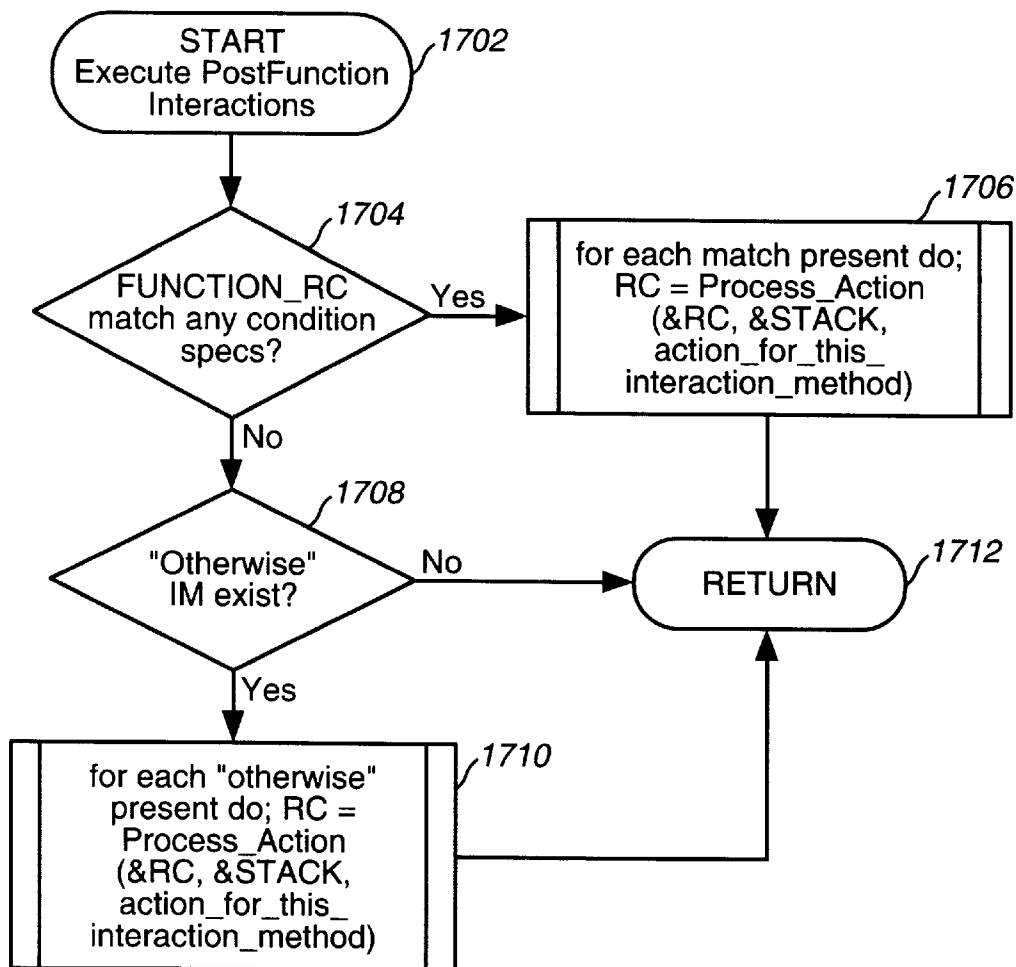 START
Execute PostFunction
Interactions
1702
1704
FUNCTION_RC
match any condition
specs?
Yes
1706
for each match present do;
RC = Process_Action
(&RC, &STACK,
action_for_this_
interaction_method)
No
1708
"Otherwise"
IM exist?
No
1712
RETURN
Yes
1710
for each "otherwise"
present do; RC =
Process_Action
(&RC, &STACK,
action_for_this_
interaction_method)